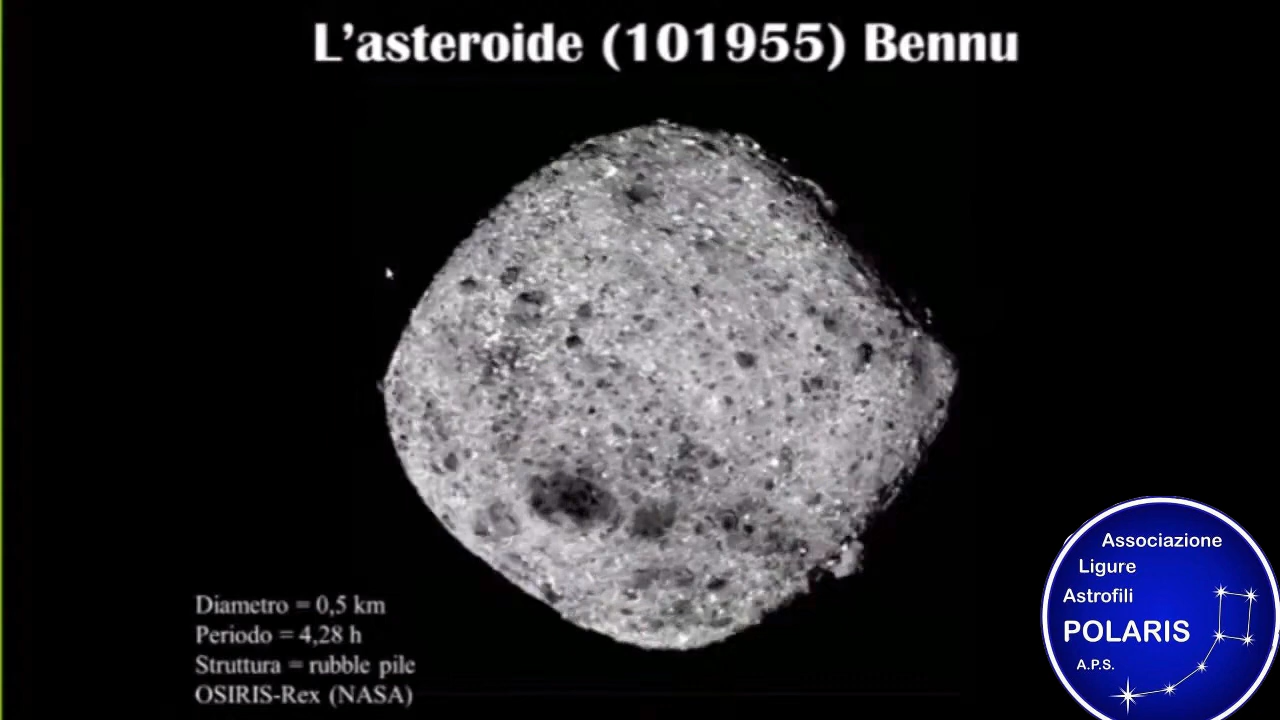 L'asteroide (101955) Bennu
Diametro = 0,5 km
Periodo = 4,28 h
Struttura = rubble pile
OSIRIS-Rex (NASA)
Associazione
Ligure
Astrofili
POLARIS
A.P.S.